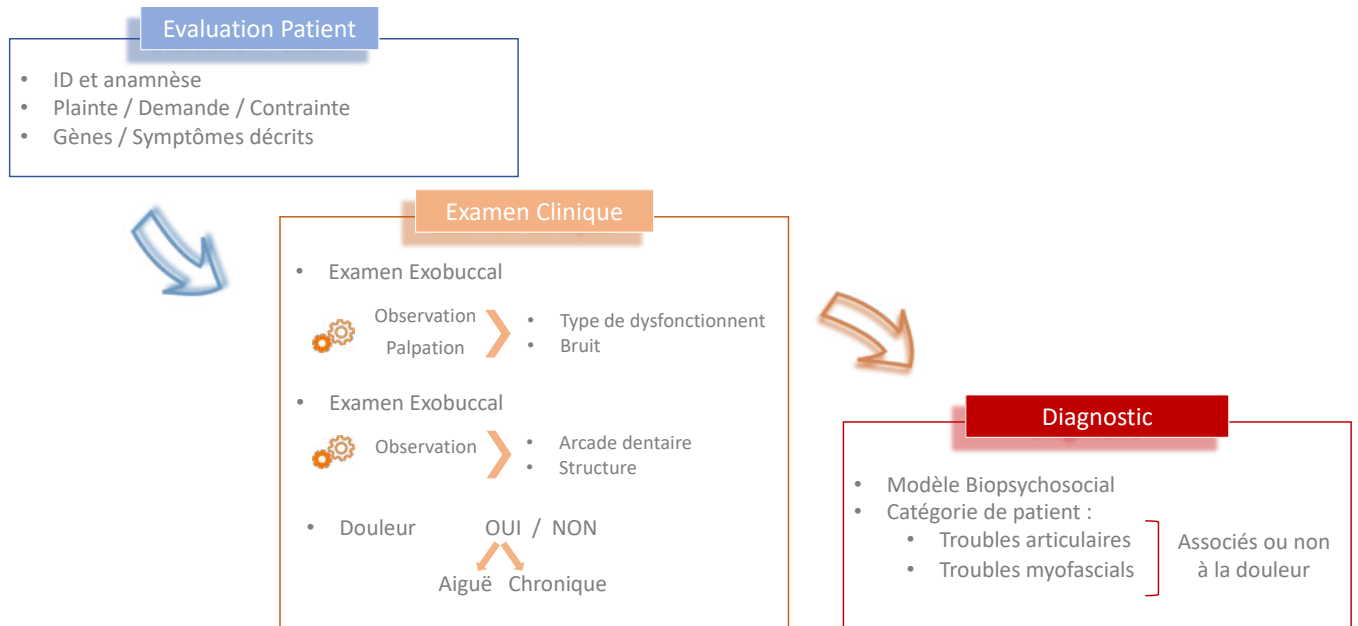 Evaluation Patient
• ID et anamnèse
• Plainte / Demande / Contrainte
• Gènes / Symptômes décrits
Examen Clinique
• Examen Exobuccal
Observation
Palpation
• Type de dysfonctionnent
• Bruit
• Examen Exobuccal
Observation
• Arcade dentaire
• Structure
• Douleur OUI / NON
Aiguë Chronique
Diagnostic
• Modèle Biopsychosocial
• Catégorie de patient :
• Troubles articulaires
• Troubles myofascials
Associés ou non
à la douleur